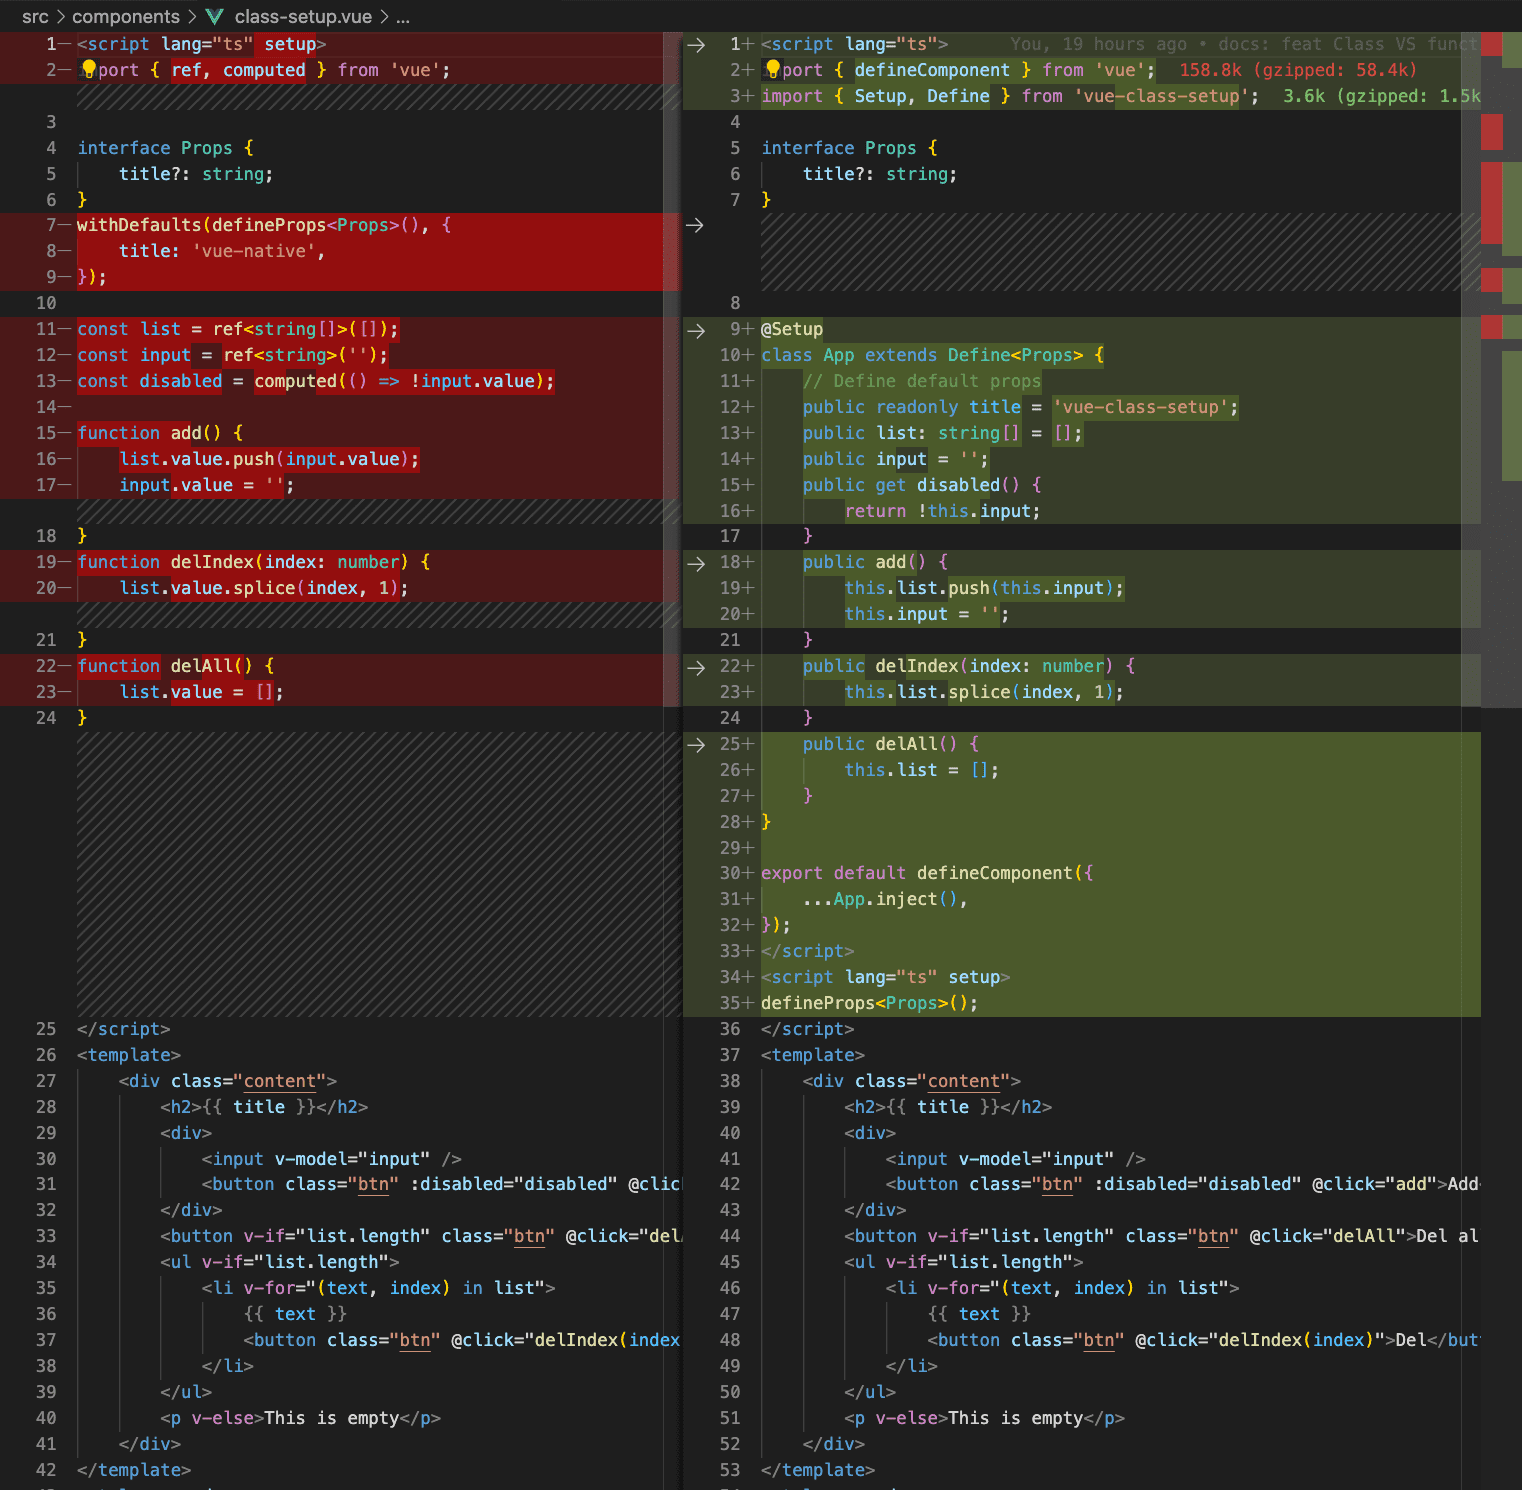 src > components > class-setup.vue > ...
1 <script lang="ts" setup>
2 port { ref, computed } from 'vue';
3
4 interface Props {
5 title?: string;
6 }
7 withDefaults(defineProps<Props>(), {
8 title: 'vue-native',
9 });
10
11 const list = ref<string[]>([]);
12 const input = ref<string>('');
13 const disabled = computed(() => !input.value);
14
15 function add() {
16 list.value.push(input.value);
17 input.value = '';
18 }
19 function delIndex(index: number) {
20 list.value.splice(index, 1);
21 }
22 function delAll() {
23 list.value = [];
24 }
25 </script>
26 <template>
27 <div class="content">
28 <h2>{{ title }}</h2>
29 <div>
30 <input v-model="input" />
31 <button class="btn" :disabled="disabled" @clic
32 </div>
33 <button v-if="list.length" class="btn" @click="del
34 <ul v-if="list.length">
35 <li v-for="(text, index) in list">
36 {{ text }}
37 <button class="btn" @click="delIndex(index
38 </li>
39 </ul>
40 <p v-else>This is empty</p>
41 </div>
42 </template>
1+ <script lang="ts"> You, 19 hours ago • docs: feat Class VS funct
2+ port { defineComponent } from 'vue'; 158.8k (gzipped: 58.4k)
3+ import { Setup, Define } from 'vue-class-setup'; 3.6k (gzipped: 1.5k
4
5 interface Props {
6 title?: string;
7 }
8
9+ @Setup
10+ class App extends Define<Props> {
11+ // Define default props
12+ public readonly title = 'vue-class-setup';
13+ public list: string[] = [];
14+ public input = '';
15+ public get disabled() {
16+ return !this.input;
17 }
18+ public add() {
19+ this.list.push(this.input);
20+ this.input = '';
21 }
22+ public delIndex(index: number) {
23+ this.list.splice(index, 1);
24 }
25+ public delAll() {
26+ this.list = [];
27+ }
28+ }
29+
30+ export default defineComponent({
31+ ...App.inject(),
32+ });
33+ </script>
34+ <script lang="ts" setup>
35+ defineProps<Props>();
36 </script>
37 <template>
38 <div class="content">
39 <h2>{{ title }}</h2>
40 <div>
41 <input v-model="input" />
42 <button class="btn" :disabled="disabled" @click="add">Add
43 </div>
44 <button v-if="list.length" class="btn" @click="delAll">Del al
45 <ul v-if="list.length">
46 <li v-for="(text, index) in list">
47 {{ text }}
48 <button class="btn" @click="delIndex(index)">Del</but
49 </li>
50 </ul>
51 <p v-else>This is empty</p>
52 </div>
53 </template>